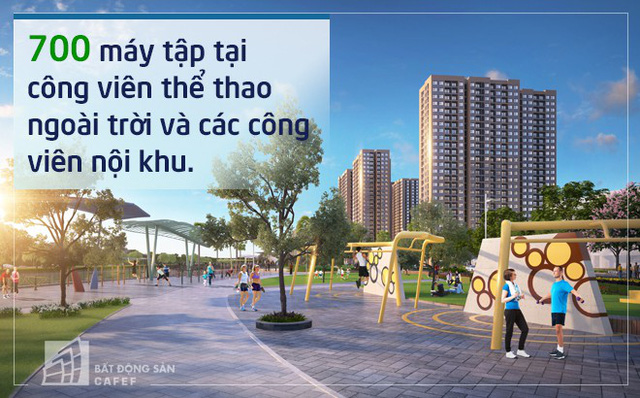 700 máy tập tại
công viên thể thao
ngoài trời và các công
viên nội khu.
BẤT ĐỘNG SẢN
CAFEF